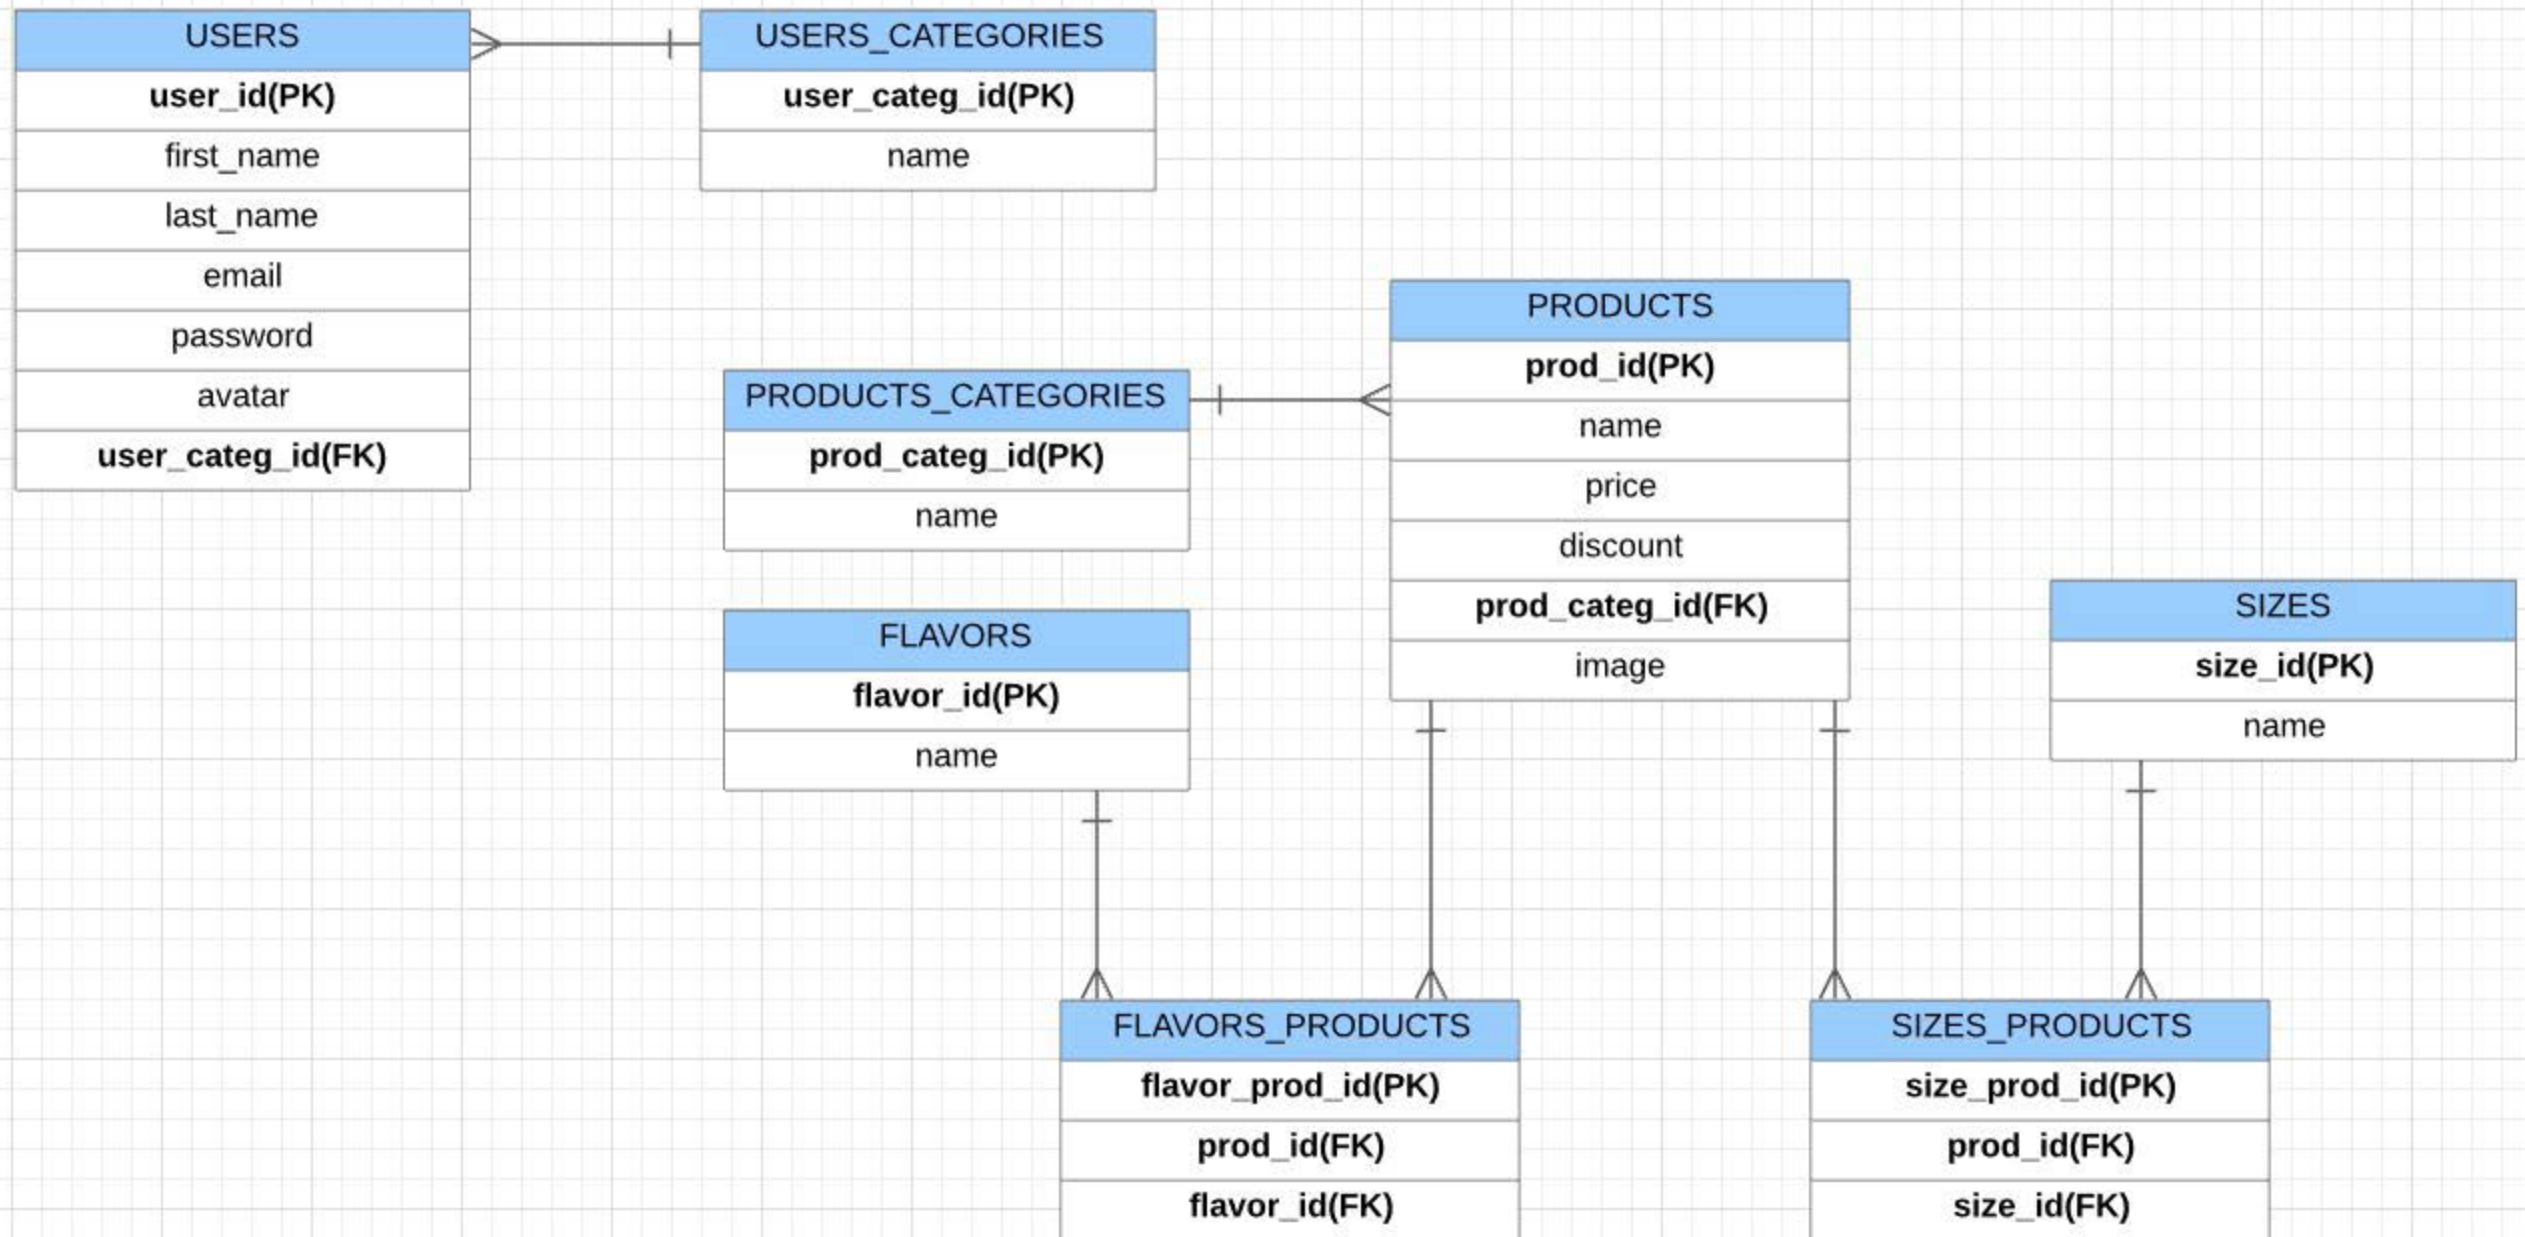 USERS
user_id(PK)
first_name
last_name
email
password
avatar
user_categ_id(FK)
USERS_CATEGORIES
user_categ_id(PK)
name
PRODUCTS_CATEGORIES
prod_categ_id(PK)
name
PRODUCTS
prod_id(PK)
name
price
discount
prod_categ_id(FK)
image
FLAVORS
flavor_id(PK)
name
SIZES
size_id(PK)
name
FLAVORS_PRODUCTS
flavor_prod_id(PK)
prod_id(FK)
flavor_id(FK)
SIZES_PRODUCTS
size_prod_id(PK)
prod_id(FK)
size_id(FK)